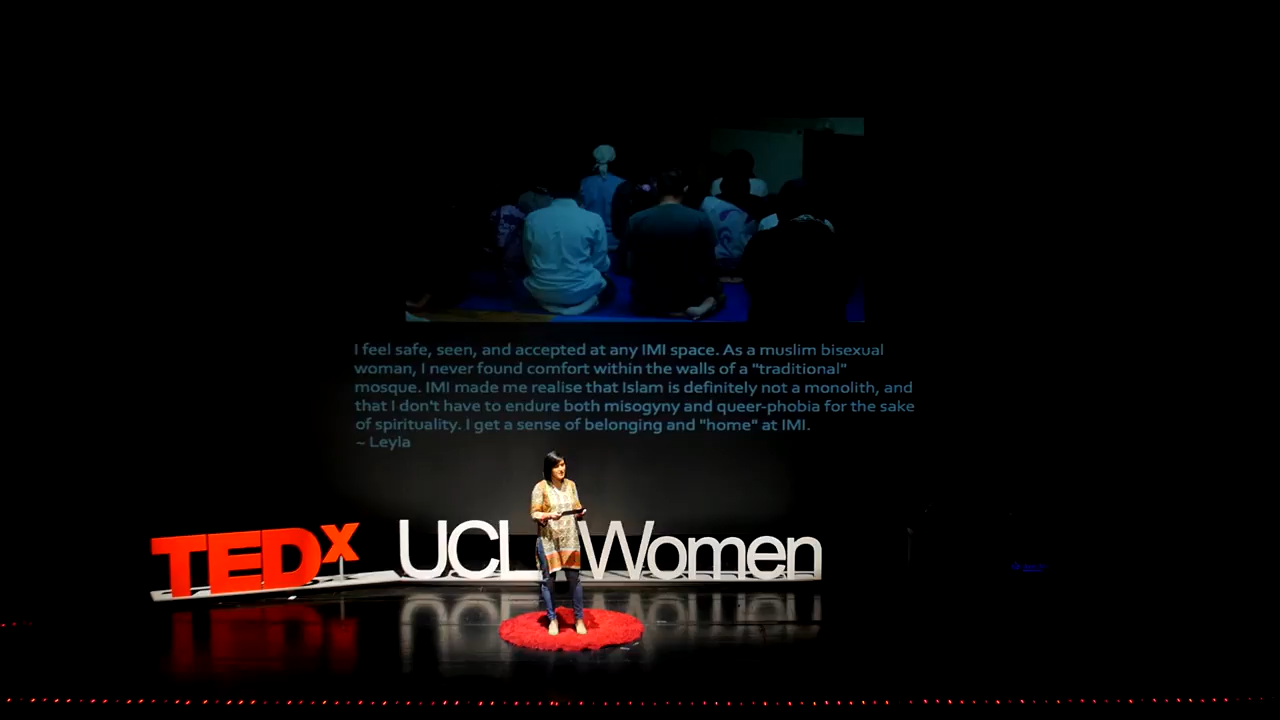 I feel safe, seen, and accepted at any IMI space. As a muslim bisexual
woman, I never found comfort within the walls of a "traditional"
mosque. IMI made me realise that Islam is definitely not a monolith, and
that I don't have to endure both misogyny and queer-phobia for the sake
of spirituality. I get a sense of belonging and "home" at IMI.
~ Leyla
TEDx UCL Women